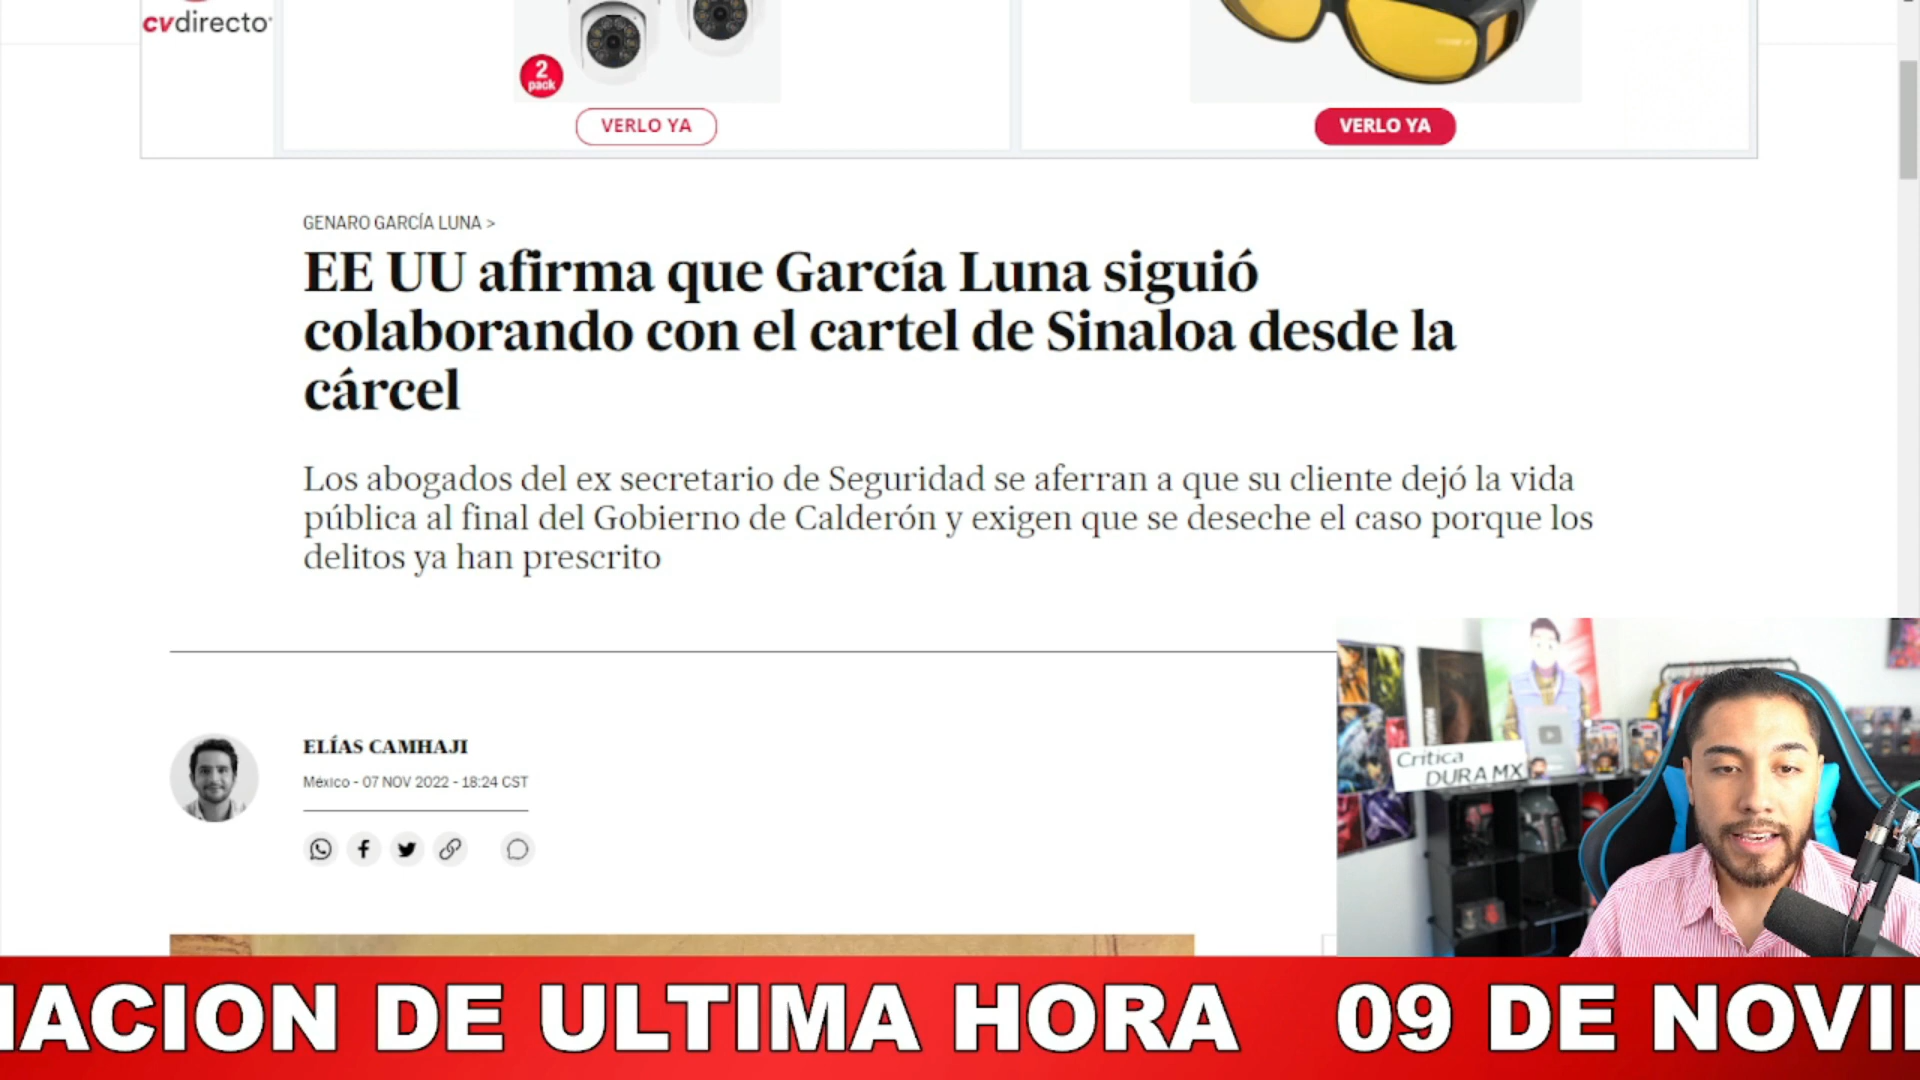 cvdirecto
2
pack
VERLO YA
VERLO YA
GENARO GARCÍA LUNA >
EE UU afirma que García Luna siguió
colaborando con el cartel de Sinaloa desde la
cárcel
Los abogados del ex secretario de Seguridad se aferran a que su cliente dejó la vida
pública al final del Gobierno de Calderón y exigen que se deseche el caso porque los
delitos ya han prescrito
ELÍAS CAMHAJI
México - 07 NOV 2022 - 18:24 CST
Crítica
DURA MX
MACION DE ULTIMA HORA 09 DE NOVI